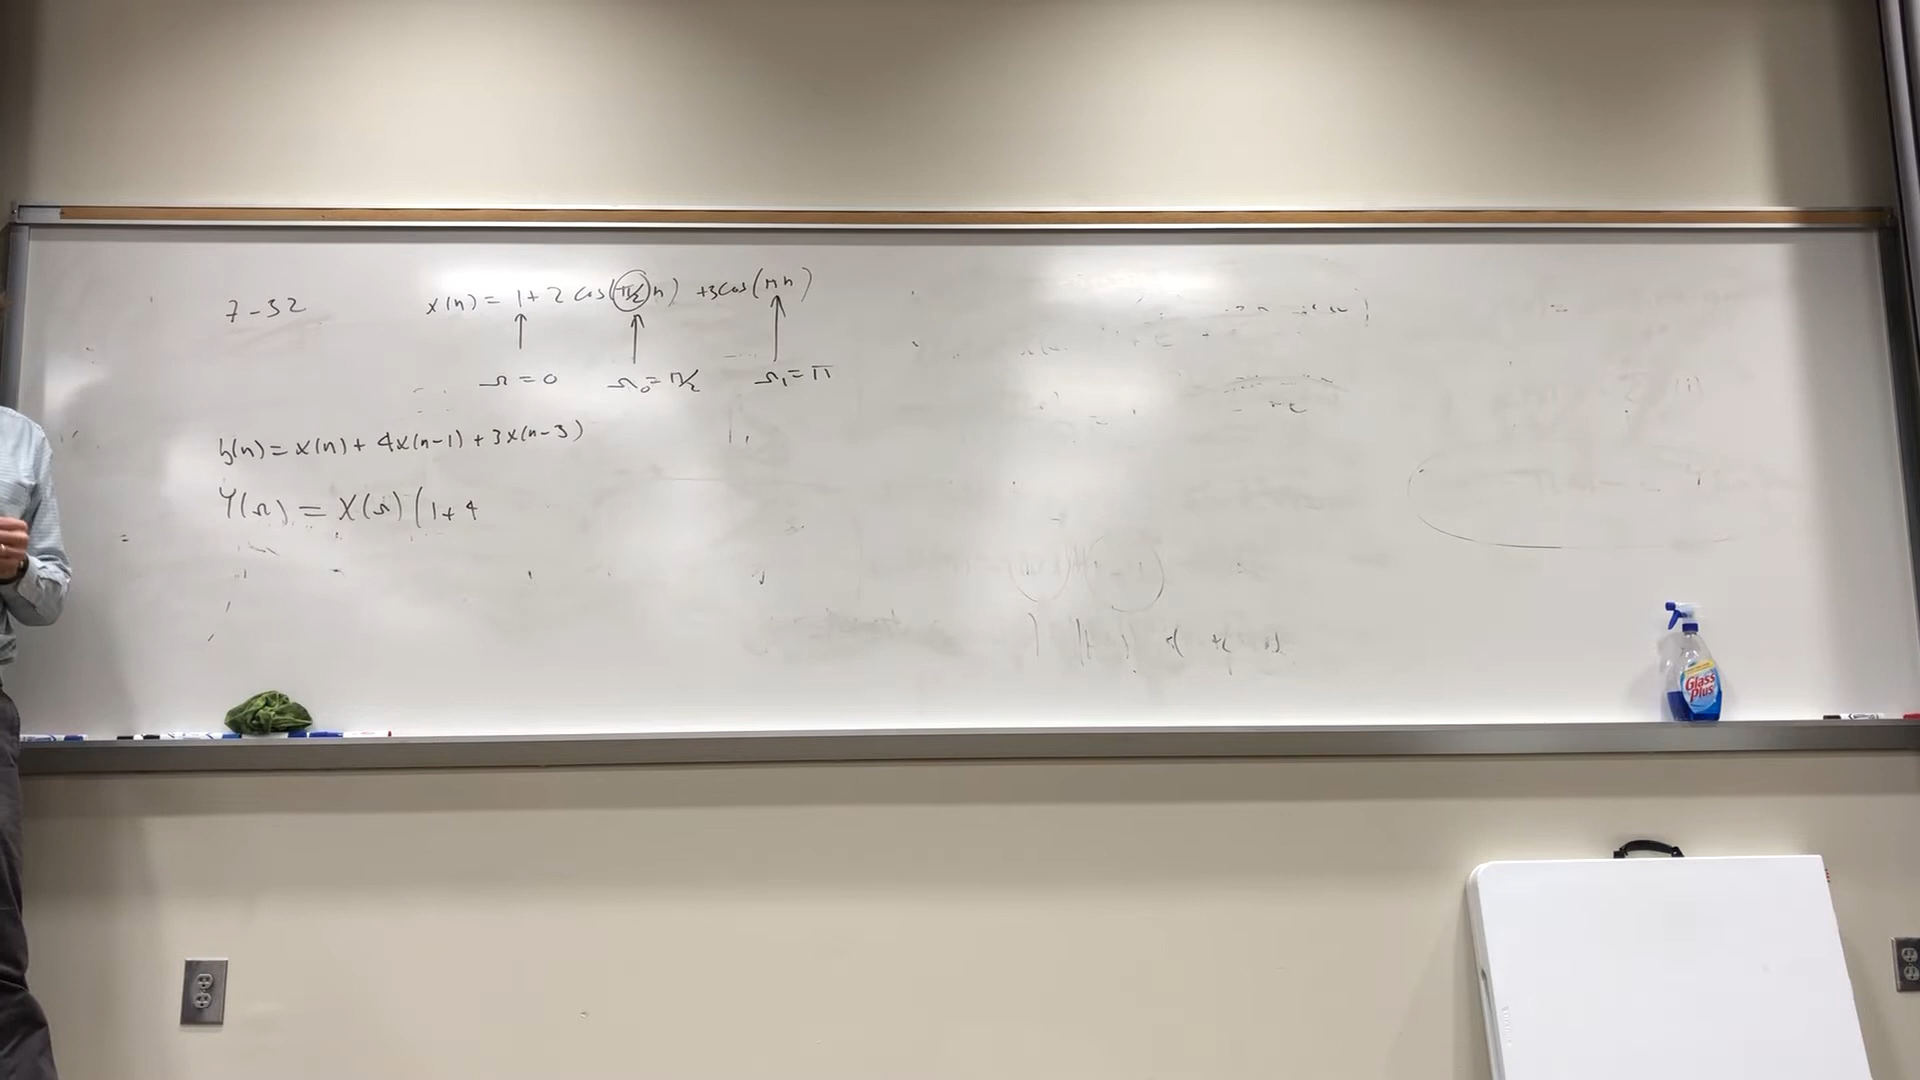 7-32
x(n) = 1 + 2 cos(π/2 n) + 3cos(πn)
Ω = 0 Ω₀ = π/2 Ω₁ = π
y(n) = x(n) + 4x(n-1) + 3x(n-3)
Y(Ω) = X(Ω) (1 + 4
Glass
Plus